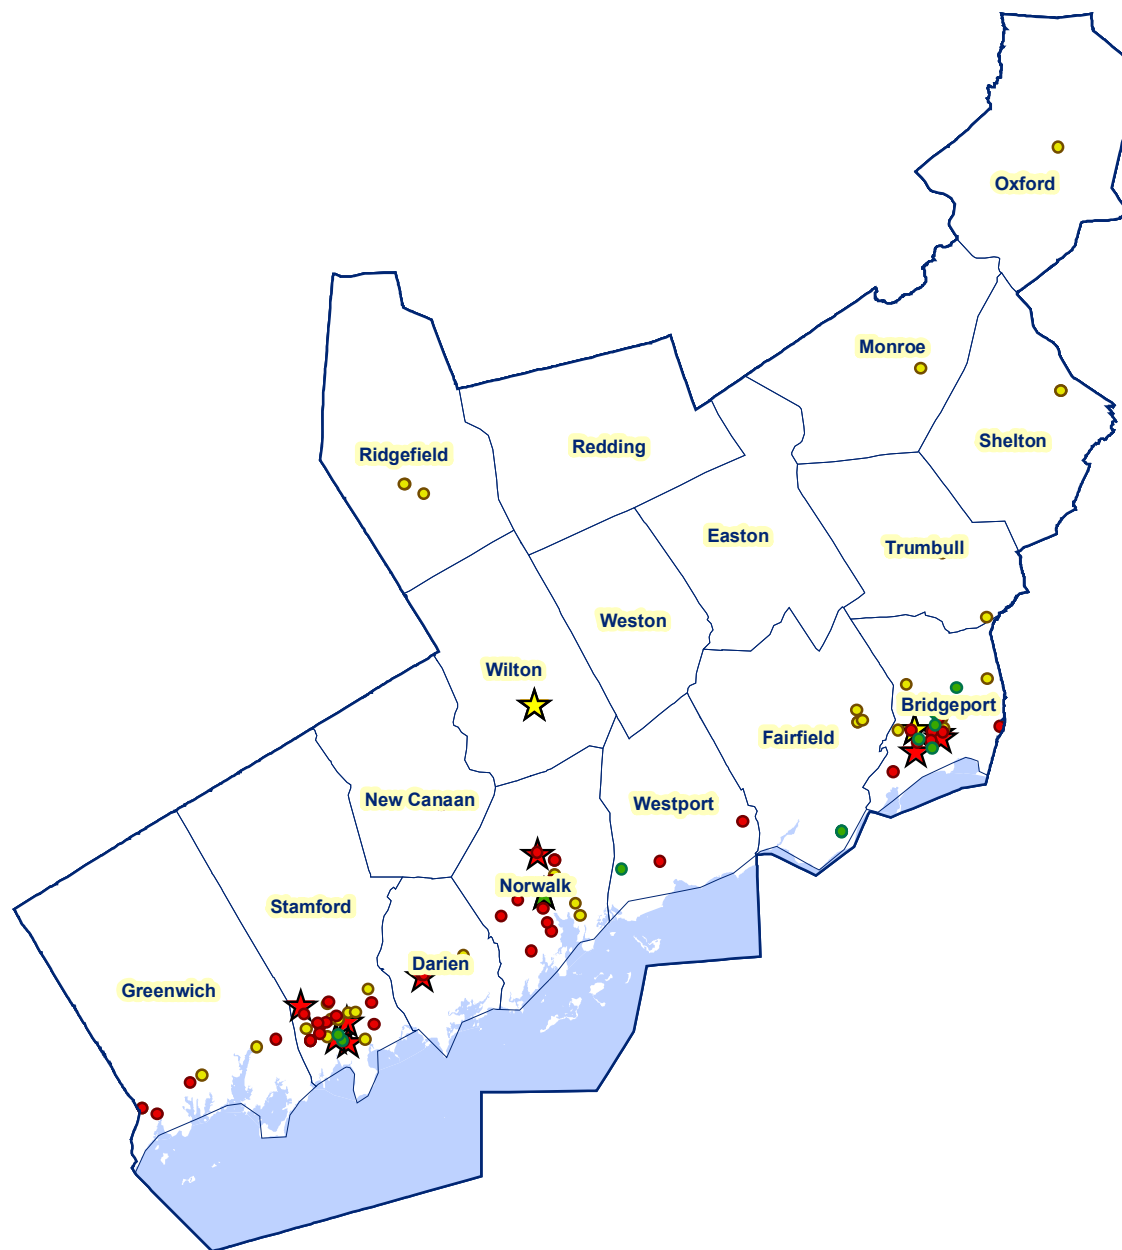 Oxford
Monroe
Shelton
Ridgefield
Redding
Easton
Trumbull
Weston
Wilton
Bridgeport
Fairfield
New Canaan
Westport
Norwalk
Stamford
Darien
Greenwich